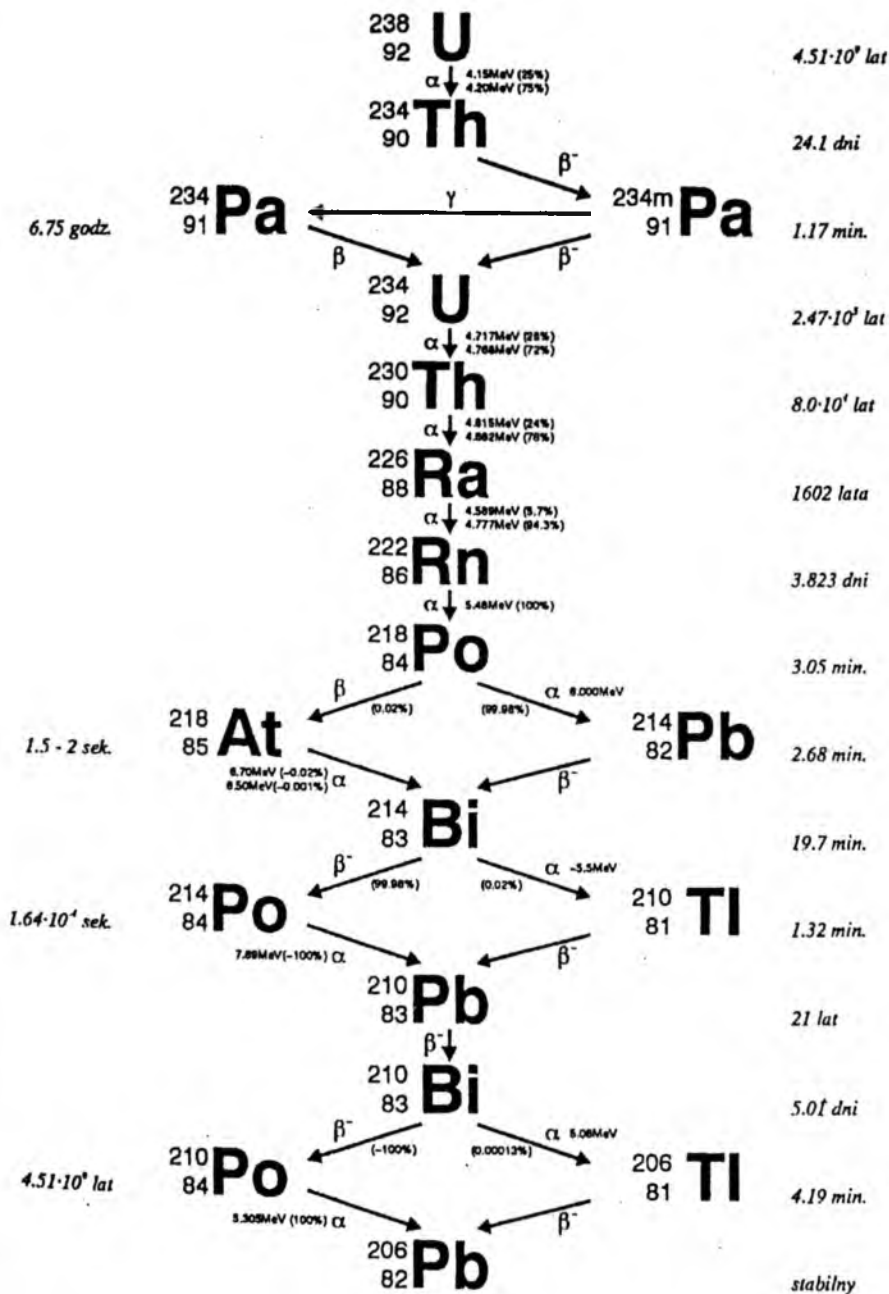 238
92 U 4.51·10⁹ lat
α 4.15MeV (25%)
4.20MeV (75%)
234
90 Th 24.1 dni
β⁻
234
91 Pa
γ
234m
91 Pa
6.75 godz.
1.17 min.
β
β⁻
234
92 U
2.47·10⁵ lat
α 4.717MeV (28%)
4.768MeV (72%)
230
90 Th
8.0·10⁴ lat
α 4.815MeV (24%)
4.682MeV (76%)
226
88 Ra
1602 lata
α 4.589MeV (5.7%)
4.777MeV (94.3%)
222
86 Rn
3.823 dni
α 5.48MeV (100%)
218
84 Po
3.05 min.
β
(0.02%)
(99.98%)
α 6.000MeV
218
85 At
214
82 Pb
1.5 - 2 sek.
2.68 min.
6.70MeV (~0.02%)
6.50MeV(~0.001%) α
β⁻
214
83 Bi
19.7 min.
β⁻
(99.98%)
(0.02%)
α ~5.5MeV
214
84 Po
210
81 Tl
1.64·10⁻⁴ sek.
1.32 min.
7.69MeV(~100%) α
β⁻
210
83 Pb
21 lat
β⁻
210
83 Bi
5.01 dni
β⁻
(~100%)
(0.00013%)
α 5.06MeV
210
84 Po
206
81 Tl
4.51·10⁹ lat
4.19 min.
5.305MeV (100%) α
β⁻
206
82 Pb
stabilny